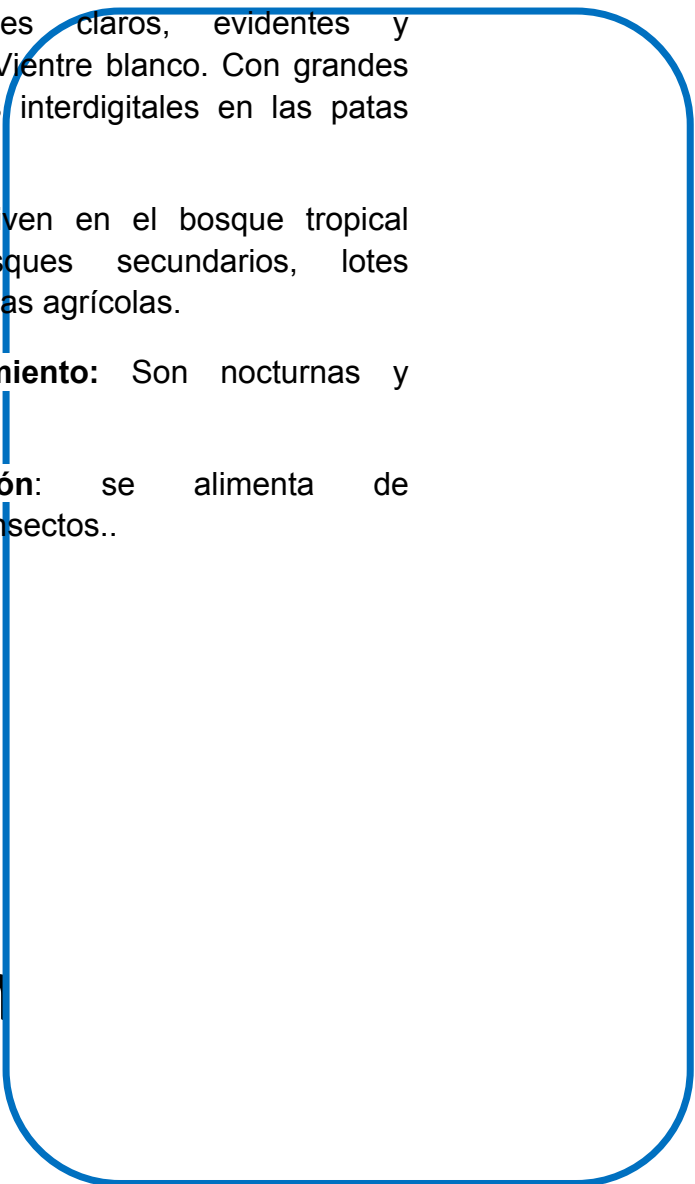 es claros, evidentes y
Vientre blanco. Con grandes
interdigitales en las patas
iven en el bosque tropical
sques secundarios, lotes
as agrícolas.
miento: Son nocturnas y
ón: se alimenta de
nsectos..